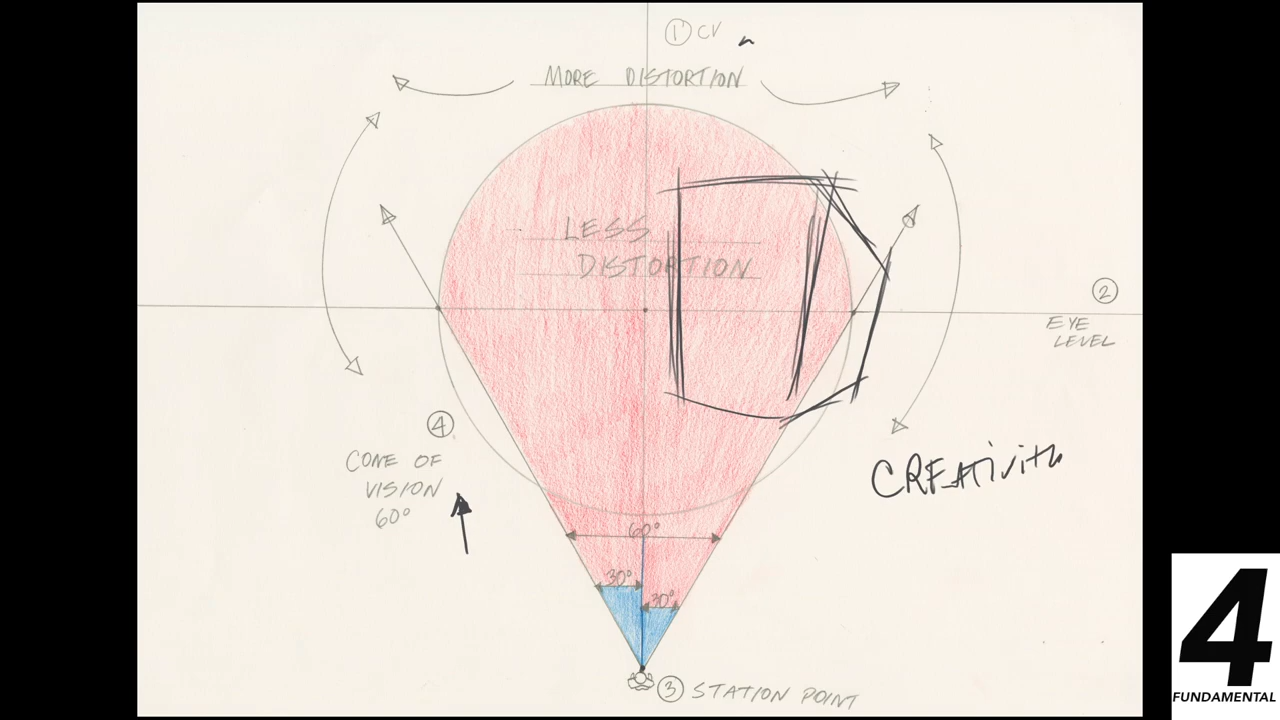 ① CV
MORE DISTORTION
LESS
DISTORTION
②
EYE
LEVEL
④
CONE OF
VISION
60°
CREATIVITY
60°
30°
30°
③ STATION POINT
4
FUNDAMENTAL